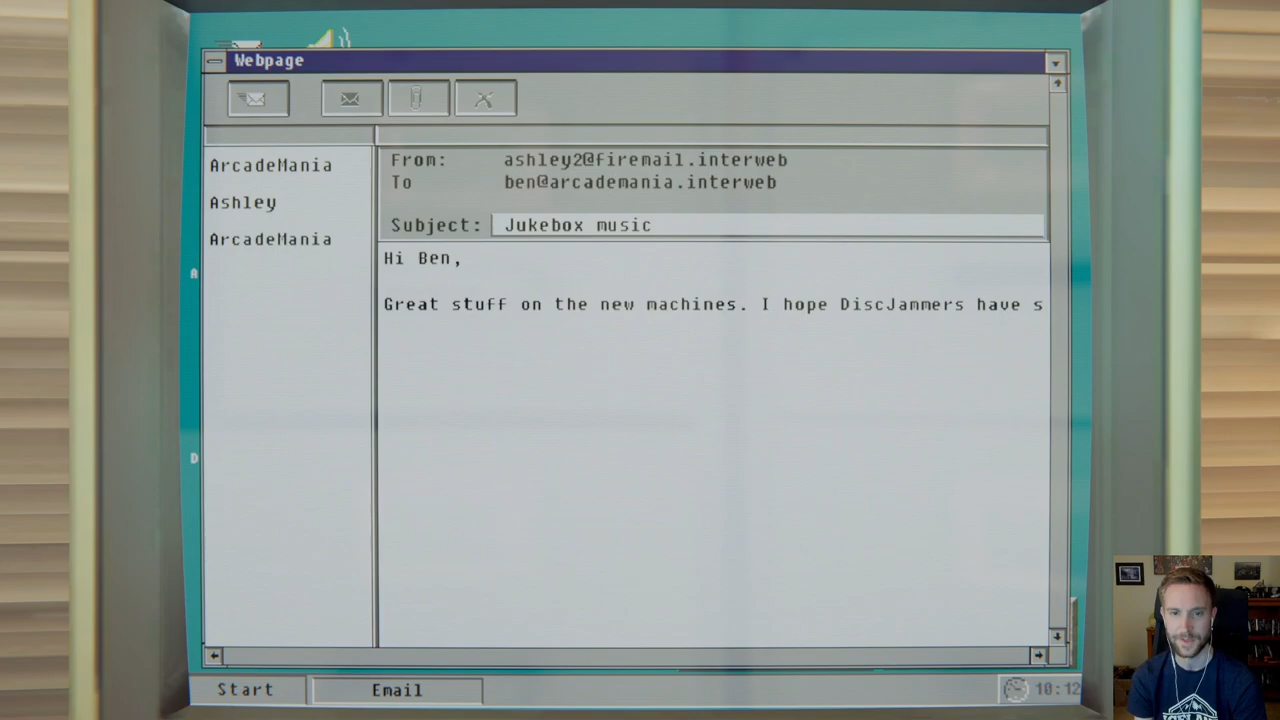 Webpage
ArcadeMania
Ashley
ArcadeMania
From: ashley2@firemail.interweb
To ben@arcademania.interweb
Subject: Jukebox music
Hi Ben,
Great stuff on the new machines. I hope DiscJammers have s
A
D
Start Email 10:12